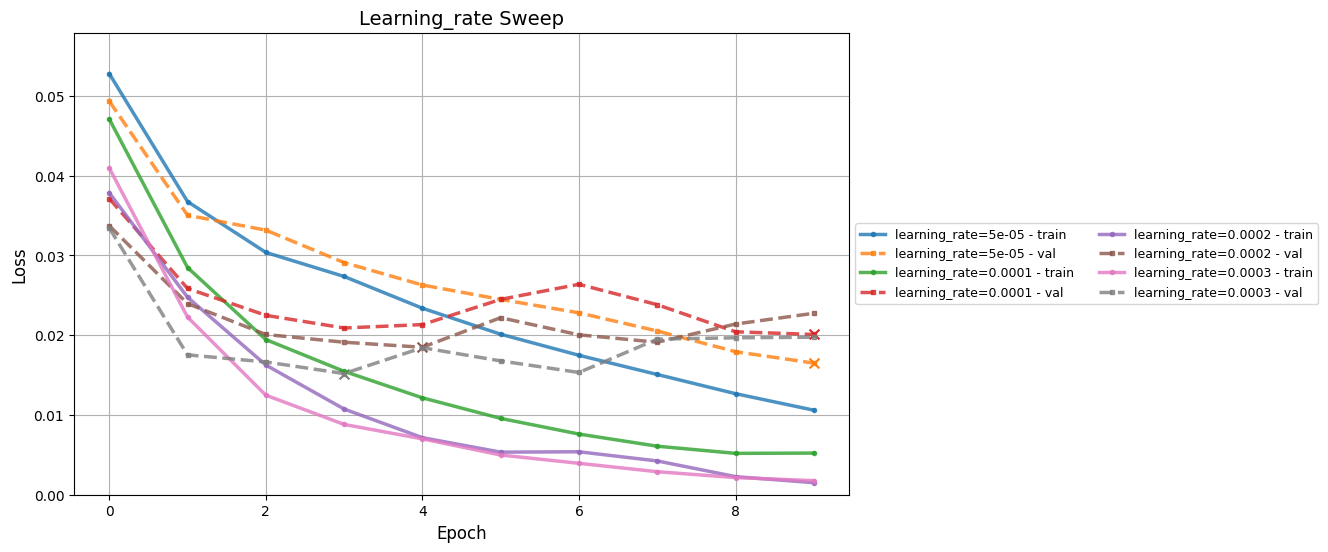 Learning_rate Sweep
Loss
0.05
0.04
0.03
0.02
0.01
0.00
0
2
4
6
8
Epoch
learning_rate=5e-05 - train
learning_rate=5e-05 - val
learning_rate=0.0001 - train
learning_rate=0.0001 - val
learning_rate=0.0002 - train
learning_rate=0.0002 - val
learning_rate=0.0003 - train
learning_rate=0.0003 - val